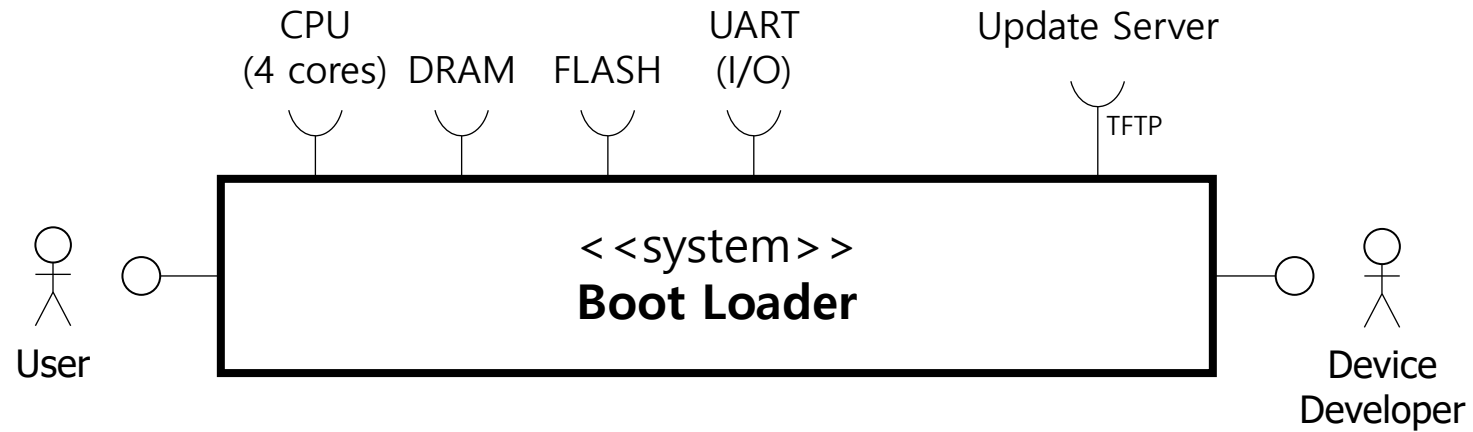 CPU
(4 cores)
DRAM
FLASH
UART
(I/O)
Update Server
TFTP
<<system>>
Boot Loader
User
Device
Developer